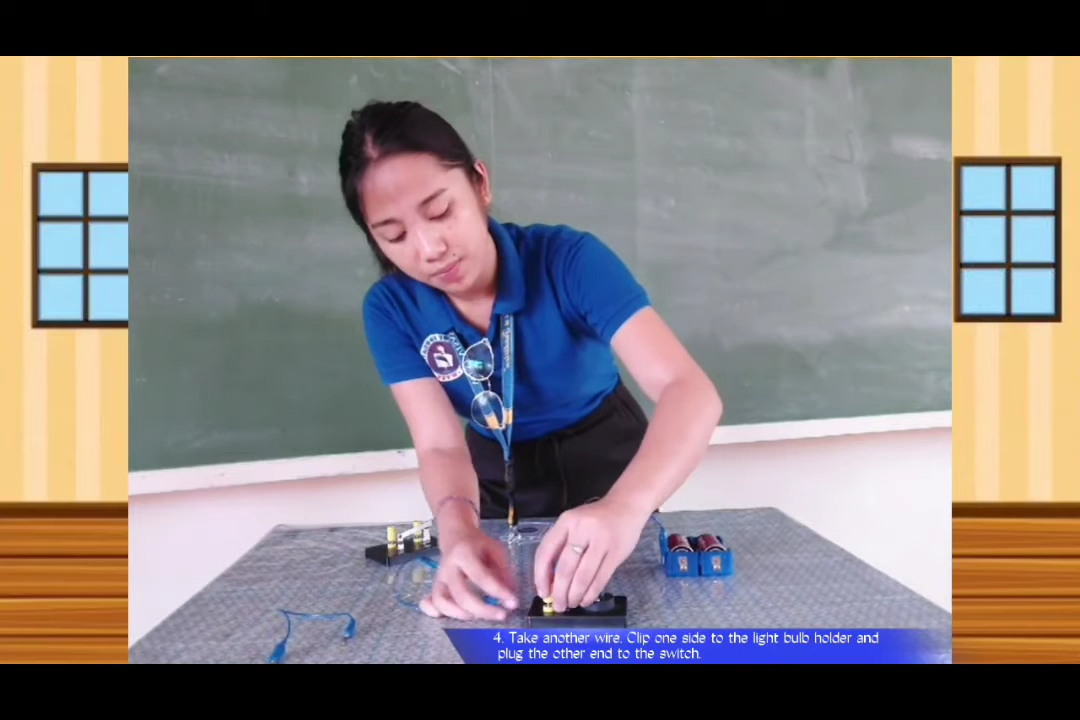 4. Take another wire. Clip one side to the light bulb holder and
plug the other end to the switch.